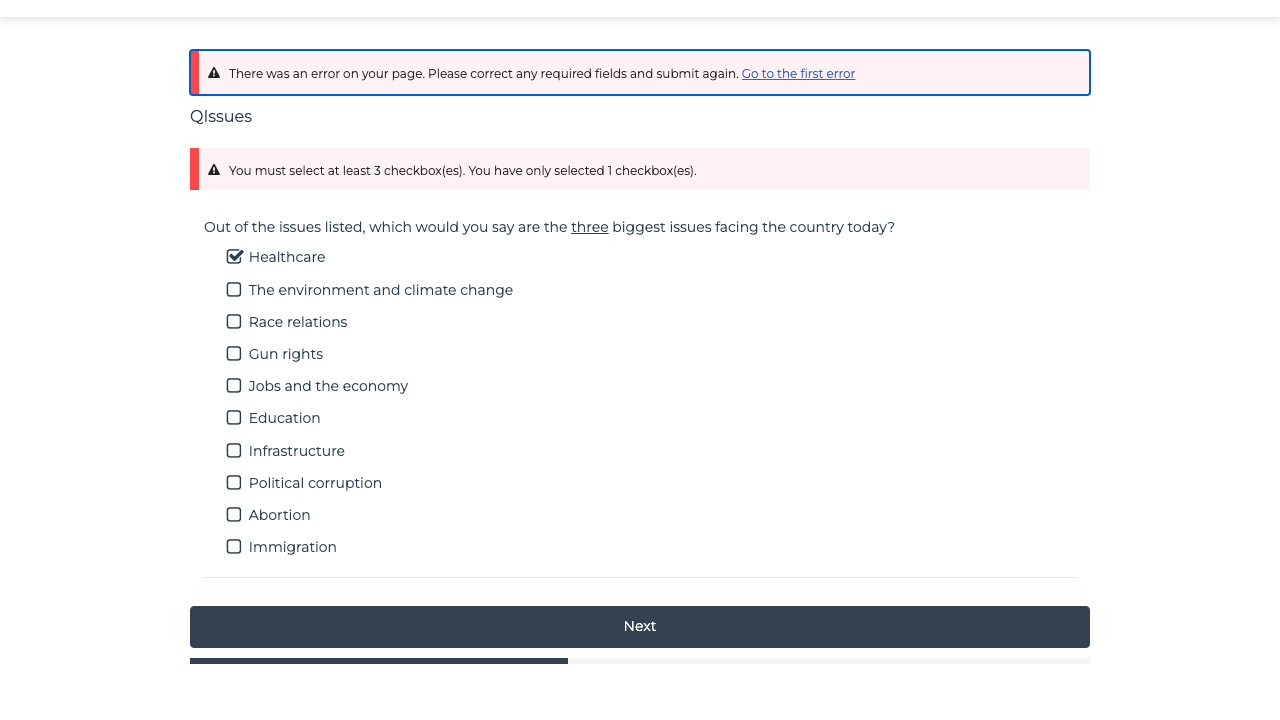 There was an error on your page. Please correct any required fields and submit again. Go to the first error
QIssues
You must select at least 3 checkbox(es). You have only selected 1 checkbox(es).
Out of the issues listed, which would you say are the three biggest issues facing the country today?
Healthcare
The environment and climate change
Race relations
Gun rights
Jobs and the economy
Education
Infrastructure
Political corruption
Abortion
Immigration
Next